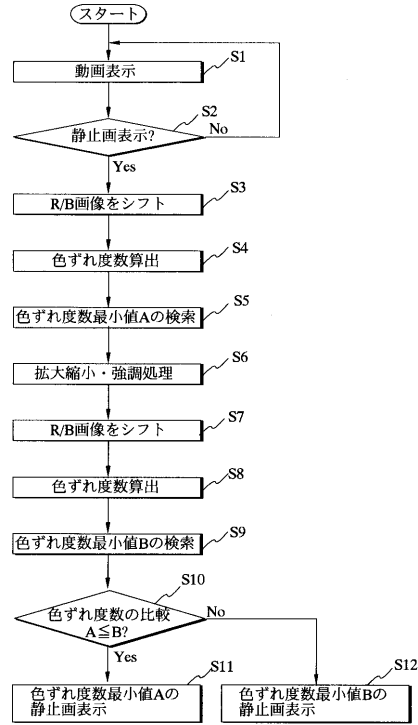 スタート
S1
動画表示
S2
静止画表示?
No
Yes
S3
R/B画像をシフト
S4
色ずれ度数算出
S5
色ずれ度数最小値Aの検索
S6
拡大縮小・強調処理
S7
R/B画像をシフト
S8
色ずれ度数算出
S9
色ずれ度数最小値Bの検索
S10
色ずれ度数の比較
A≦B?
No
Yes
S11
色ずれ度数最小値Aの
静止画表示
S12
色ずれ度数最小値Bの
静止画表示